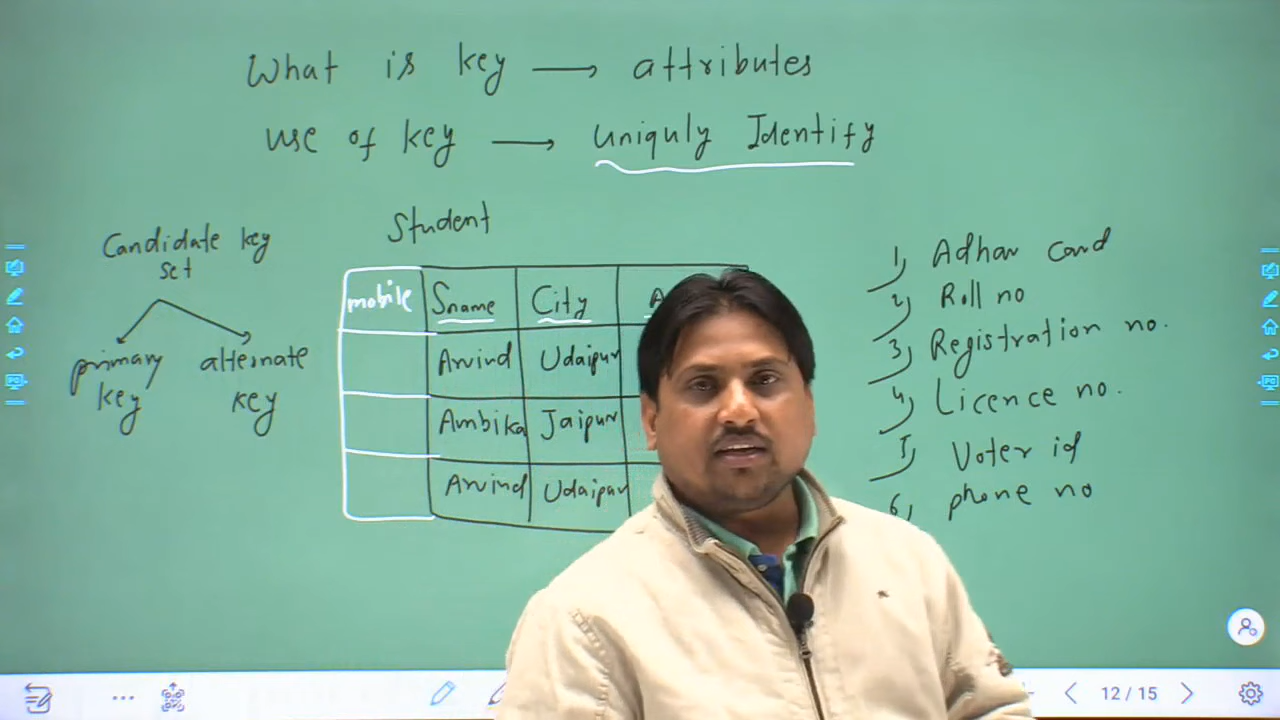 What is key → attributes
use of key → uniquly Identify
Student
Candidate key
set
primary
key
alternate
key
mobile Sname City A
Arvind Udaipur
Ambika Jaipur
Arvind Udaipur
1) Adhar card
2) Roll no
3) Registration no.
4) Licence no.
5) Voter id
6) phone no
12 / 15